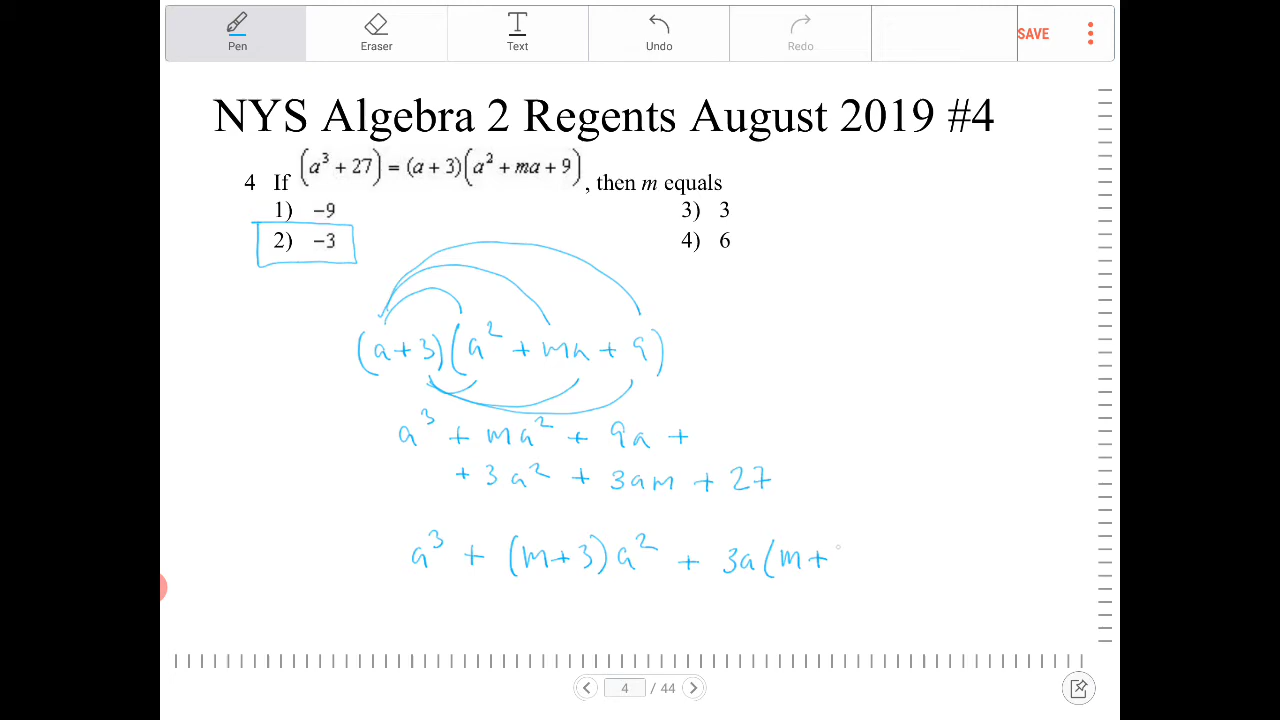 Pen Eraser Text Undo Redo SAVE
NYS Algebra 2 Regents August 2019 #4
4 If (a³ + 27) = (a + 3)(a² + ma + 9), then m equals
1) −9 3) 3
2) −3 4) 6
(a+3)(a² + ma + 9)
a³ + ma² + 9a +
+ 3a² + 3am + 27
a³ + (m+3)a² + 3a(m+
4 / 44